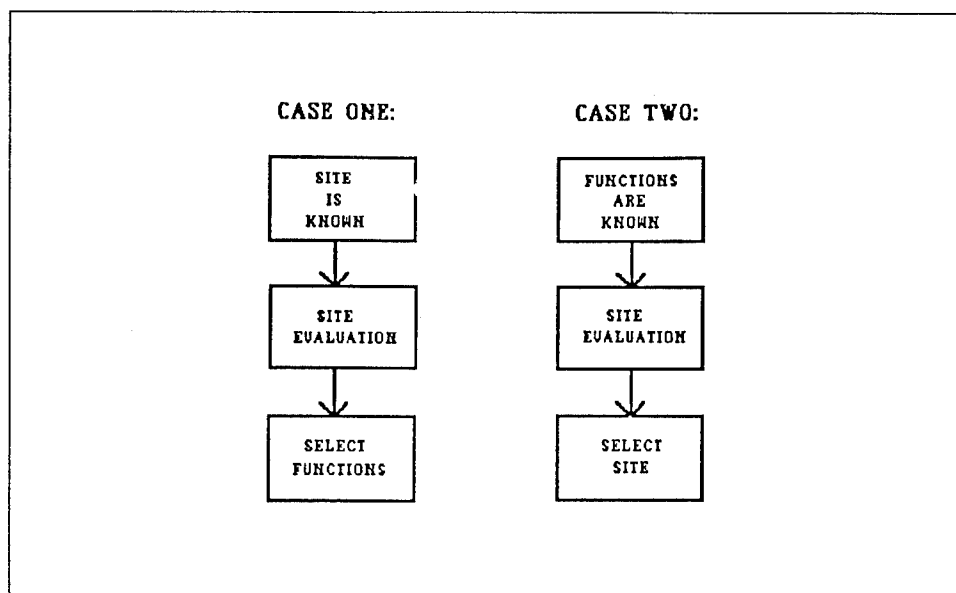 CASE ONE:
SITE
IS
KNOWN
SITE
EVALUATION
SELECT
FUNCTIONS
CASE TWO:
FUNCTIONS
ARE
KNOWN
SITE
EVALUATION
SELECT
SITE